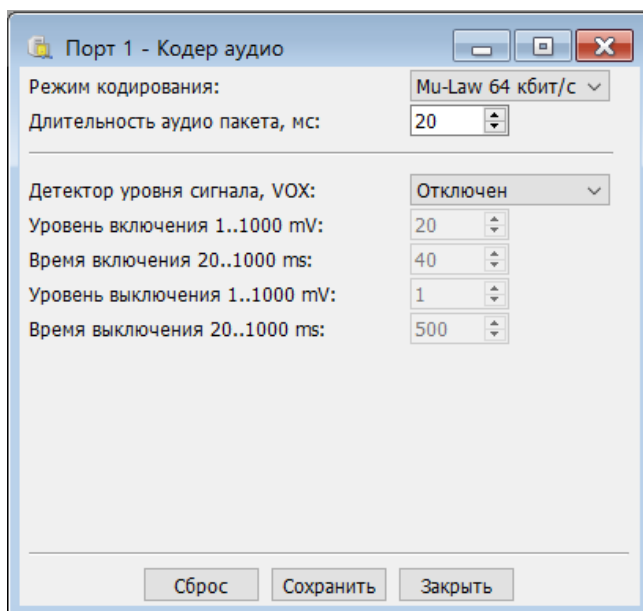 Порт 1 - Кодер аудио
Режим кодирования: Mu-Law 64 кбит/с
Длительность аудио пакета, мс: 20
Детектор уровня сигнала, VOX: Отключен
Уровень включения 1..1000 mV: 20
Время включения 20..1000 ms: 40
Уровень выключения 1..1000 mV: 1
Время выключения 20..1000 ms: 500
Сброс Сохранить Закрыть